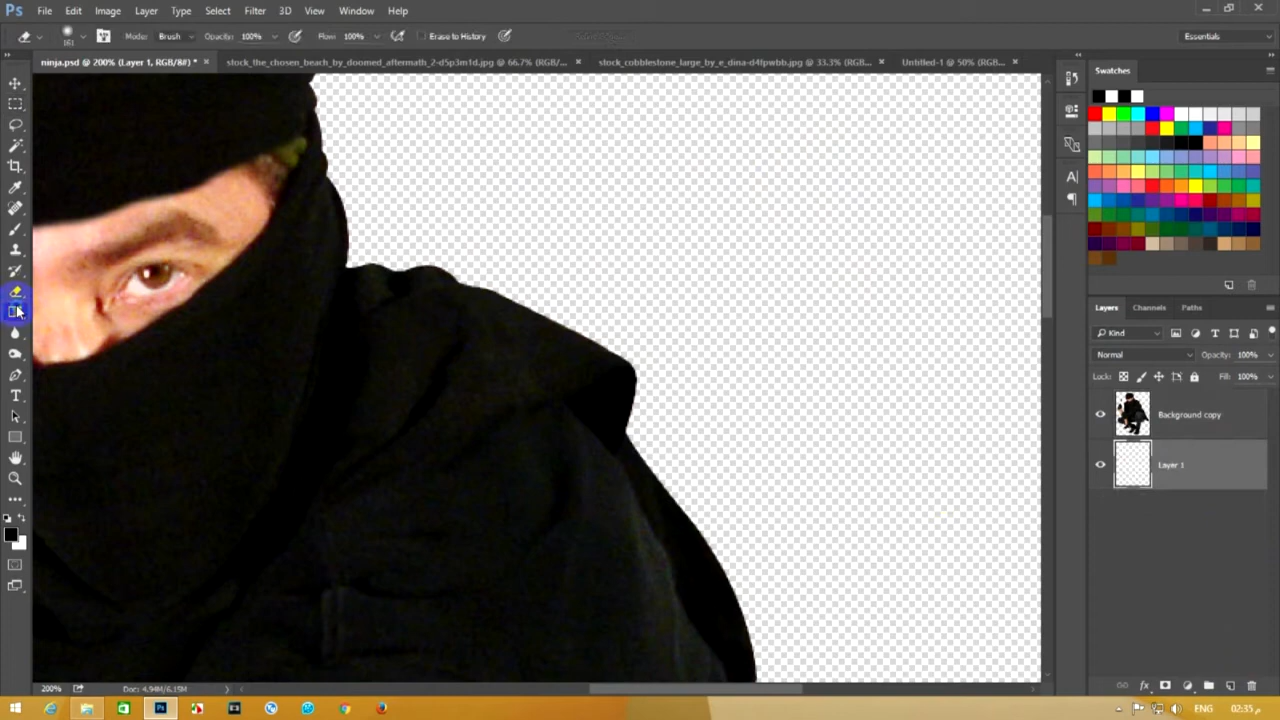 Ps File Edit Image Layer Type Select Filter 3D View Window Help
161 Mode: Brush Opacity: 100% Flow: 100% Erase to History Essentials
ninja.psd @ 200% (Layer 1, RGB/8#) * × stock_the_chosen_beach_by_doomed_aftermath_2-d5p3m1d.jpg @ 66.7% (RGB/... × stock_cobblestone_large_by_e_dina-d4fpwbb.jpg @ 33.3% (RGB... × Untitled-1 @ 50% (RGB... ×
Swatches
Layers Channels Paths
Kind
Normal Opacity: 100%
Lock: Fill: 100%
Background copy
Layer 1
200% Doc: 4.94M/6.15M
ENG 02:35 م